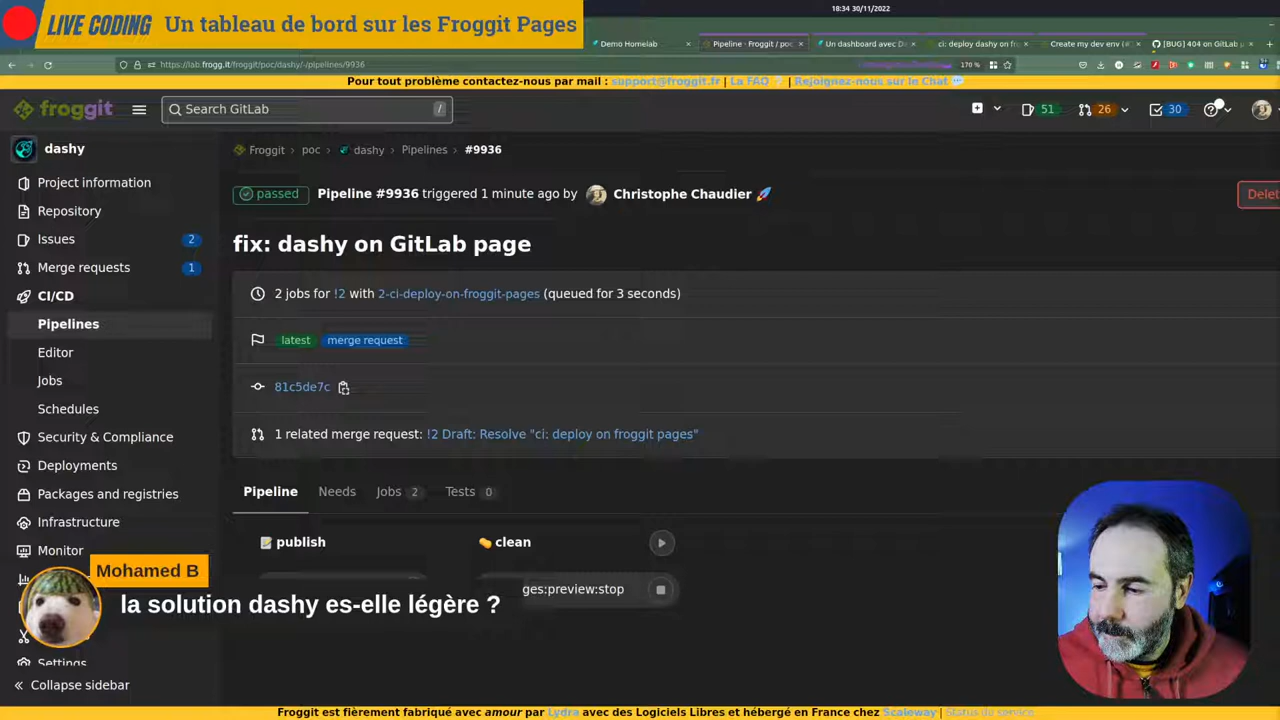 18:34 30/11/2022
LIVE CODING Un tableau de bord sur les Froggit Pages
Demo Homelab
Pipeline · Froggit / poc
Un dashboard avec D
ci: deploy dashy on fro
Create my dev env (
[BUG] 404 on GitLab p
https://lab.frogg.it/froggit/poc/dashy/-/pipelines/9936
170 %
Pour tout problème contactez-nous par mail : support@froggit.fr | La FAQ | Rejoignez-nous sur le Chat
froggit
Search GitLab
/
51
26
30
dashy
Froggit > poc > dashy > Pipelines > #9936
Project information
passed Pipeline #9936 triggered 1 minute ago by Christophe Chaudier
Delet
Repository
Issues 2
fix: dashy on GitLab page
Merge requests 1
CI/CD
2 jobs for !2 with 2-ci-deploy-on-froggit-pages (queued for 3 seconds)
Pipelines
latest merge request
Editor
Jobs
81c5de7c
Schedules
Security & Compliance
1 related merge request: !2 Draft: Resolve "ci: deploy on froggit pages"
Deployments
Packages and registries
Pipeline Needs Jobs 2 Tests 0
Infrastructure
publish
clean
Monitor
Mohamed B
ges:preview:stop
la solution dashy es-elle légère ?
Settings
Collapse sidebar
Froggit est fièrement fabriqué avec amour par Lydra avec des Logiciels Libres et hébergé en France chez Scaleway | Status de service